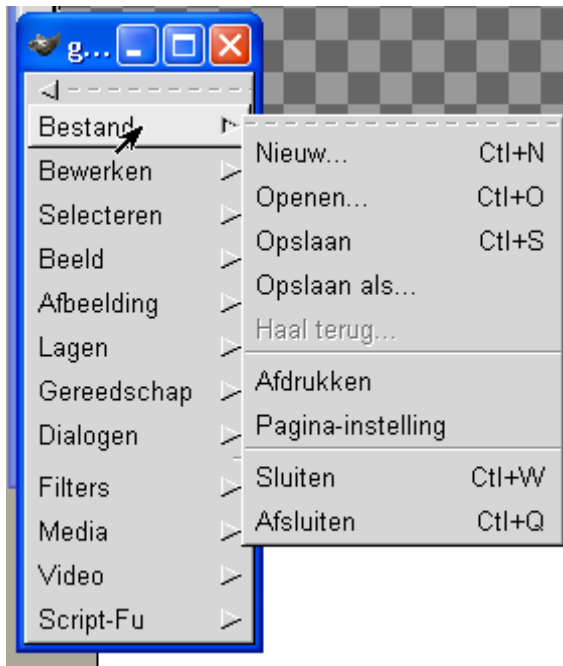 g...
Bestand
Bewerken
Selecteren
Beeld
Afbeelding
Lagen
Gereedschap
Dialogen
Filters
Media
Video
Script-Fu
Nieuw... Ctl+N
Openen... Ctl+O
Opslaan Ctl+S
Opslaan als...
Haal terug...
Afdrukken
Pagina-instelling
Sluiten Ctl+W
Afsluiten Ctl+Q